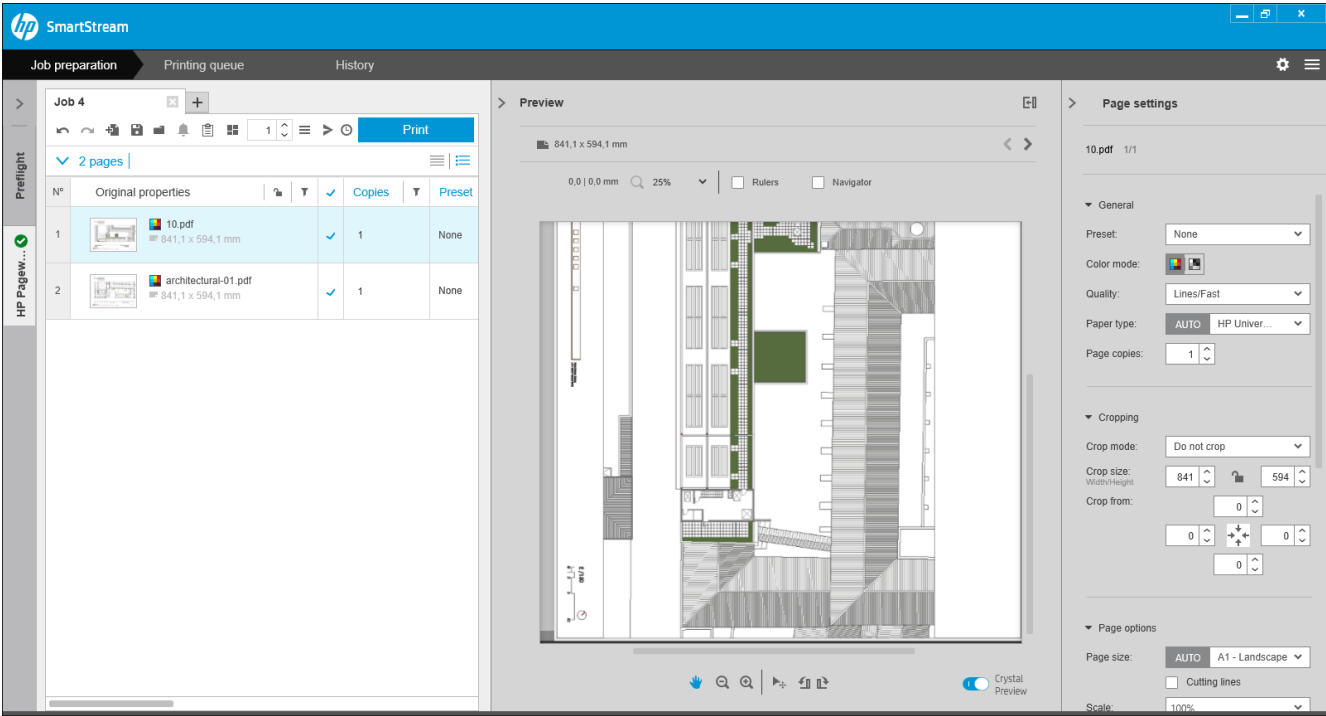 hp SmartStream
Job preparation Printing queue History
Job 4
Preview
Page settings
1 Print
841,1 x 594,1 mm
10.pdf 1/1
Preflight
2 pages
0,0 | 0,0 mm 25% Rulers Navigator
N° Original properties Copies Preset
General
1 10.pdf 1 None
841,1 x 594,1 mm
Preset: None
Color mode:
HP Pagew...
2 architectural-01.pdf 1 None
841,1 x 594,1 mm
Quality: Lines/Fast
Paper type: AUTO HP Univer...
Page copies: 1
Cropping
Crop mode: Do not crop
Crop size: 841 594
Width/Height
Crop from: 0
0 0
0
Page options
Page size: AUTO A1 - Landscape
Cutting lines
Scale: 100%
Crystal
Preview